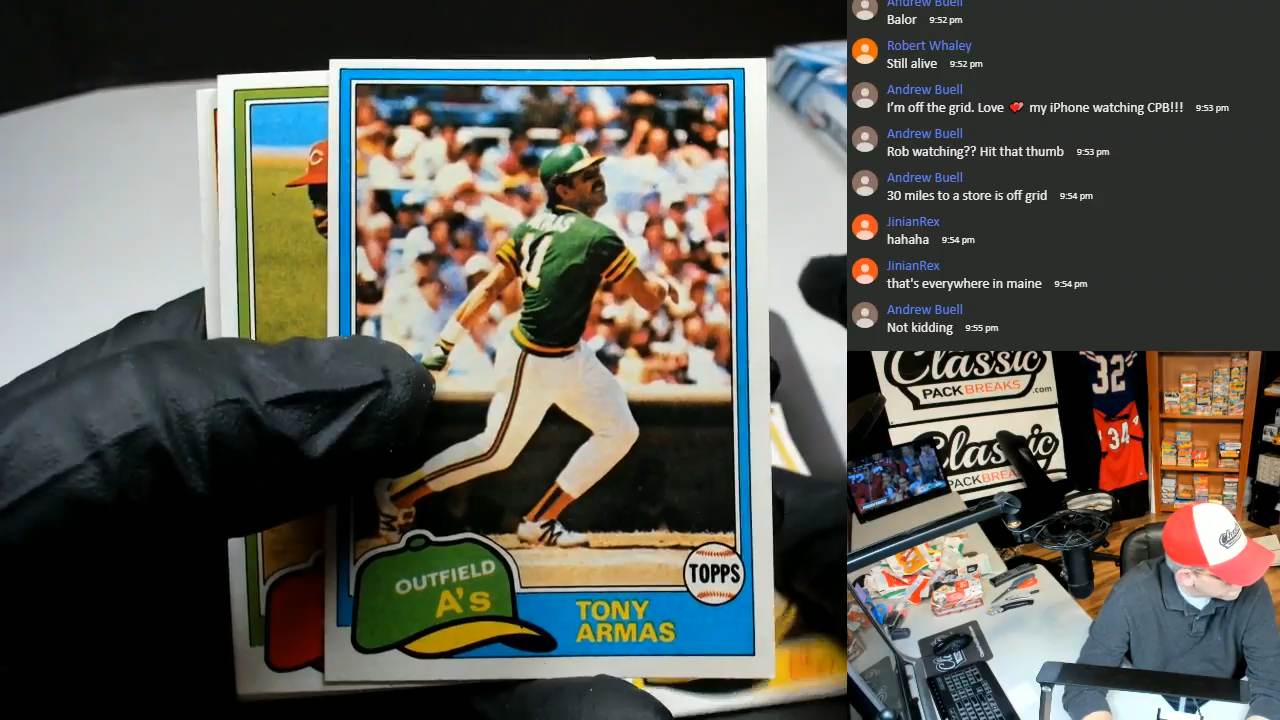 11
OUTFIELD
A'S
TOPPS
TONY
ARMAS
C
Andrew Buell
Balor 9:52 pm
Robert Whaley
Still alive 9:52 pm
Andrew Buell
I'm off the grid. Love 💔 my iPhone watching CPB!!! 9:53 pm
Andrew Buell
Rob watching?? Hit that thumb 9:53 pm
Andrew Buell
30 miles to a store is off grid 9:54 pm
JinianRex
hahaha 9:54 pm
JinianRex
that's everywhere in maine 9:54 pm
Andrew Buell
Not kidding 9:55 pm
Classic
PACKBREAKS.com
Classic
PACKBREA
32
34
Classic